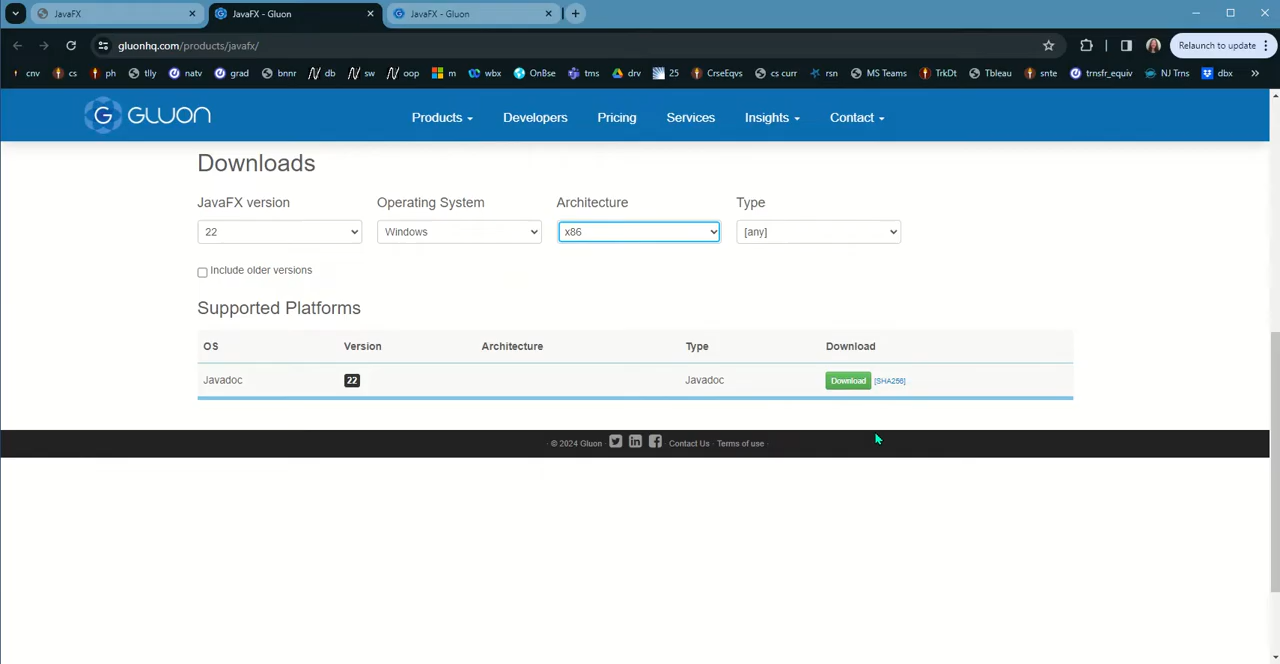 JavaFX
JavaFX - Gluon
JavaFX - Gluon
gluonhq.com/products/javafx/
Relaunch to update
cnv cs ph tlly natv grad bnnr db sw oop m wbx OnBse tms drv 25 CrseEqvs cs curr rsn MS Teams TrkDt Tbleau snte trnsfr_equiv NJ Trns dbx »
GLUON
Products Developers Pricing Services Insights Contact
Downloads
JavaFX version Operating System Architecture Type
22 Windows x86 [any]
Include older versions
Supported Platforms
OS Version Architecture Type Download
Javadoc 22 Javadoc Download [SHA256]
© 2024 Gluon · Contact Us · Terms of use